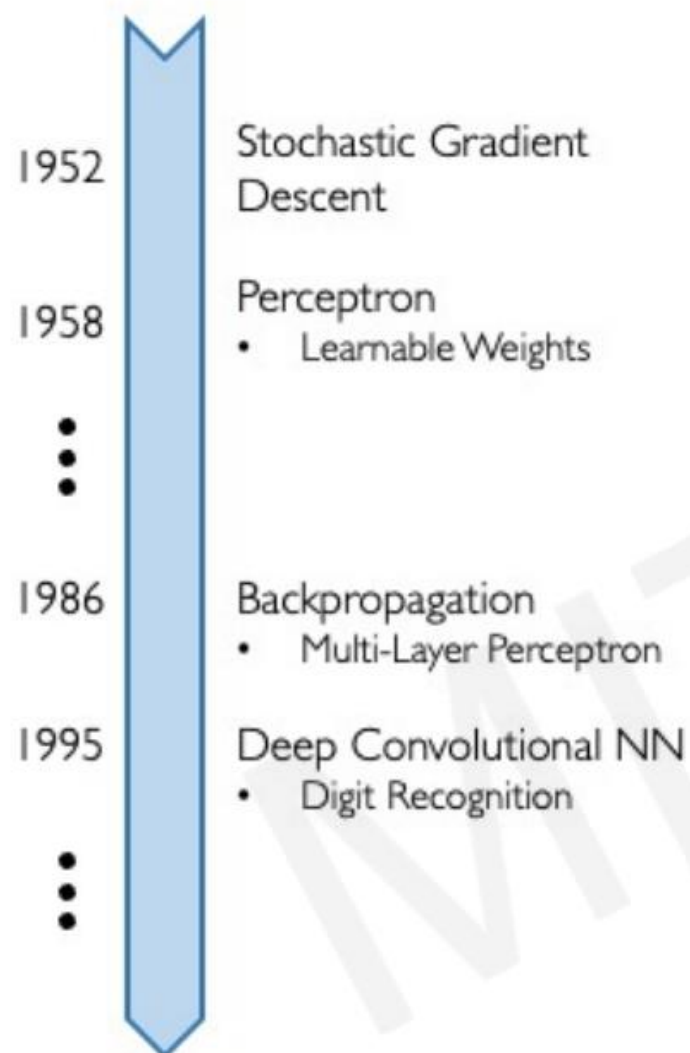 1952
Stochastic Gradient
Descent
1958
Perceptron
• Learnable Weights
1986
Backpropagation
• Multi-Layer Perceptron
1995
Deep Convolutional NN
• Digit Recognition